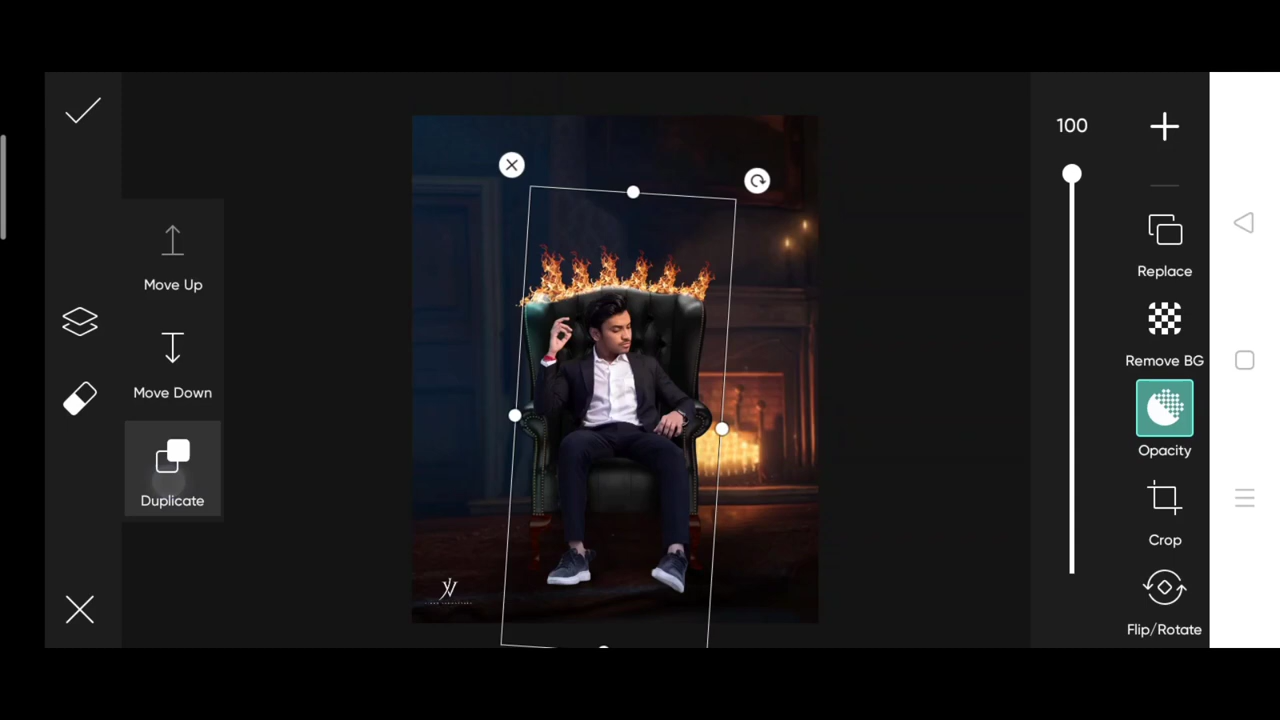 100
Move Up
Replace
Move Down
Remove BG
Opacity
Duplicate
Crop
Flip/Rotate